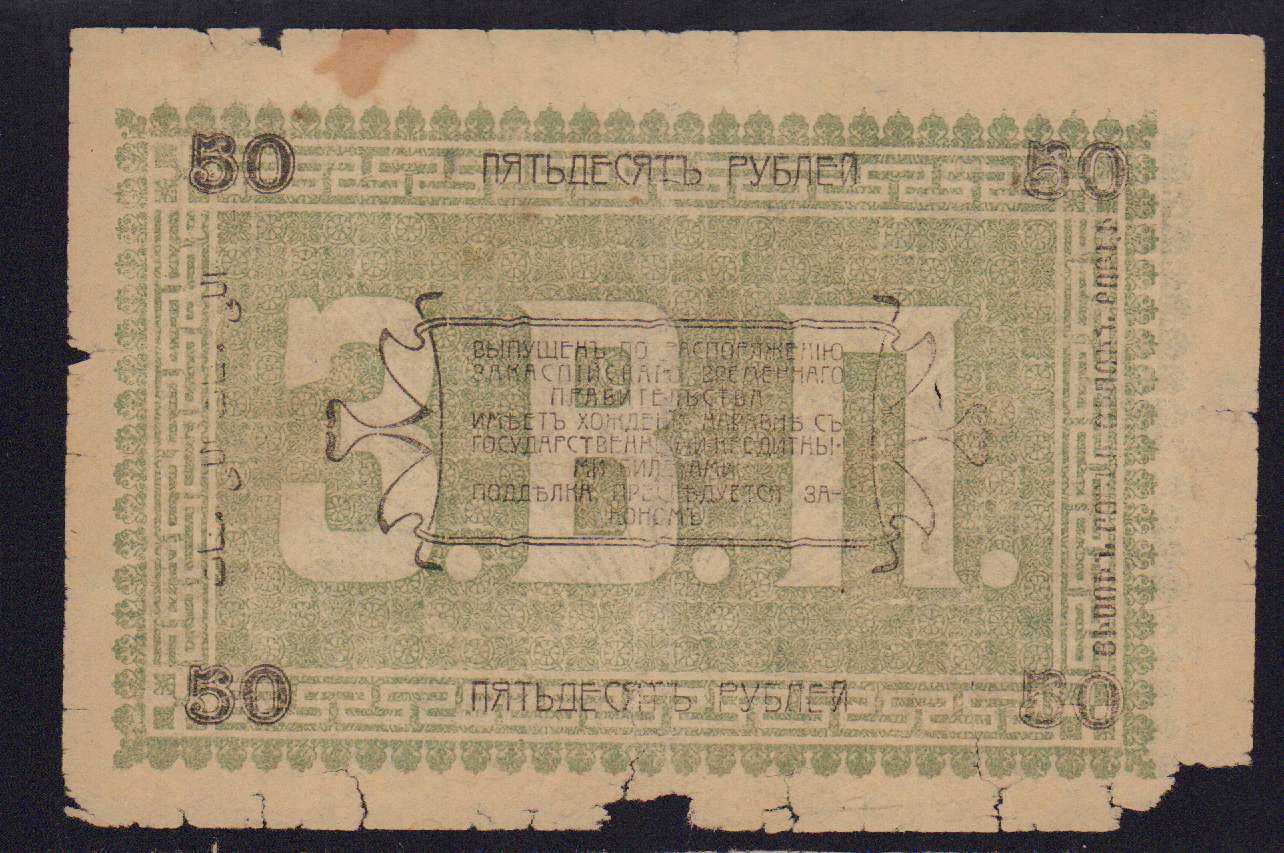 50 ПЯТЬДЕСЯТЪ РУБЛЕЙ 50
З.В.П.
ВЫПУЩЕНЪ ПО РАСПОРЯЖЕНІЮ
ЗАКАСПІЙСКАГО ВРЕМЕННАГО
ПРАВИТЕЛЬСТВА
ИМѢЕТЪ ХОЖДЕНІЕ НАРАВНѢ СЪ
ГОСУДАРСТВЕННЫМИ КРЕДИТНЫ-
МИ БИЛЕТАМИ
ПОДДѢЛКА ПРЕСЛѢДУЕТСЯ ЗА-
КОНОМЪ
50 ПЯТЬДЕСЯТЪ РУБЛЕЙ 50